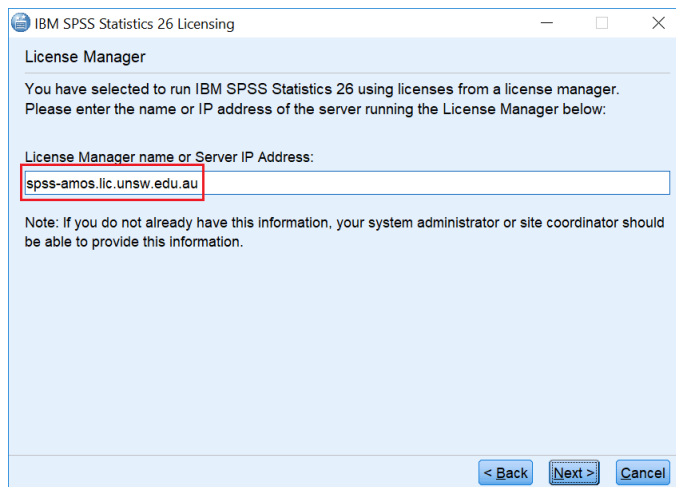 IBM SPSS Statistics 26 Licensing
License Manager
You have selected to run IBM SPSS Statistics 26 using licenses from a license manager.
Please enter the name or IP address of the server running the License Manager below:
License Manager name or Server IP Address:
spss-amos.lic.unsw.edu.au
Note: If you do not already have this information, your system administrator or site coordinator should
be able to provide this information.
< Back Next > Cancel